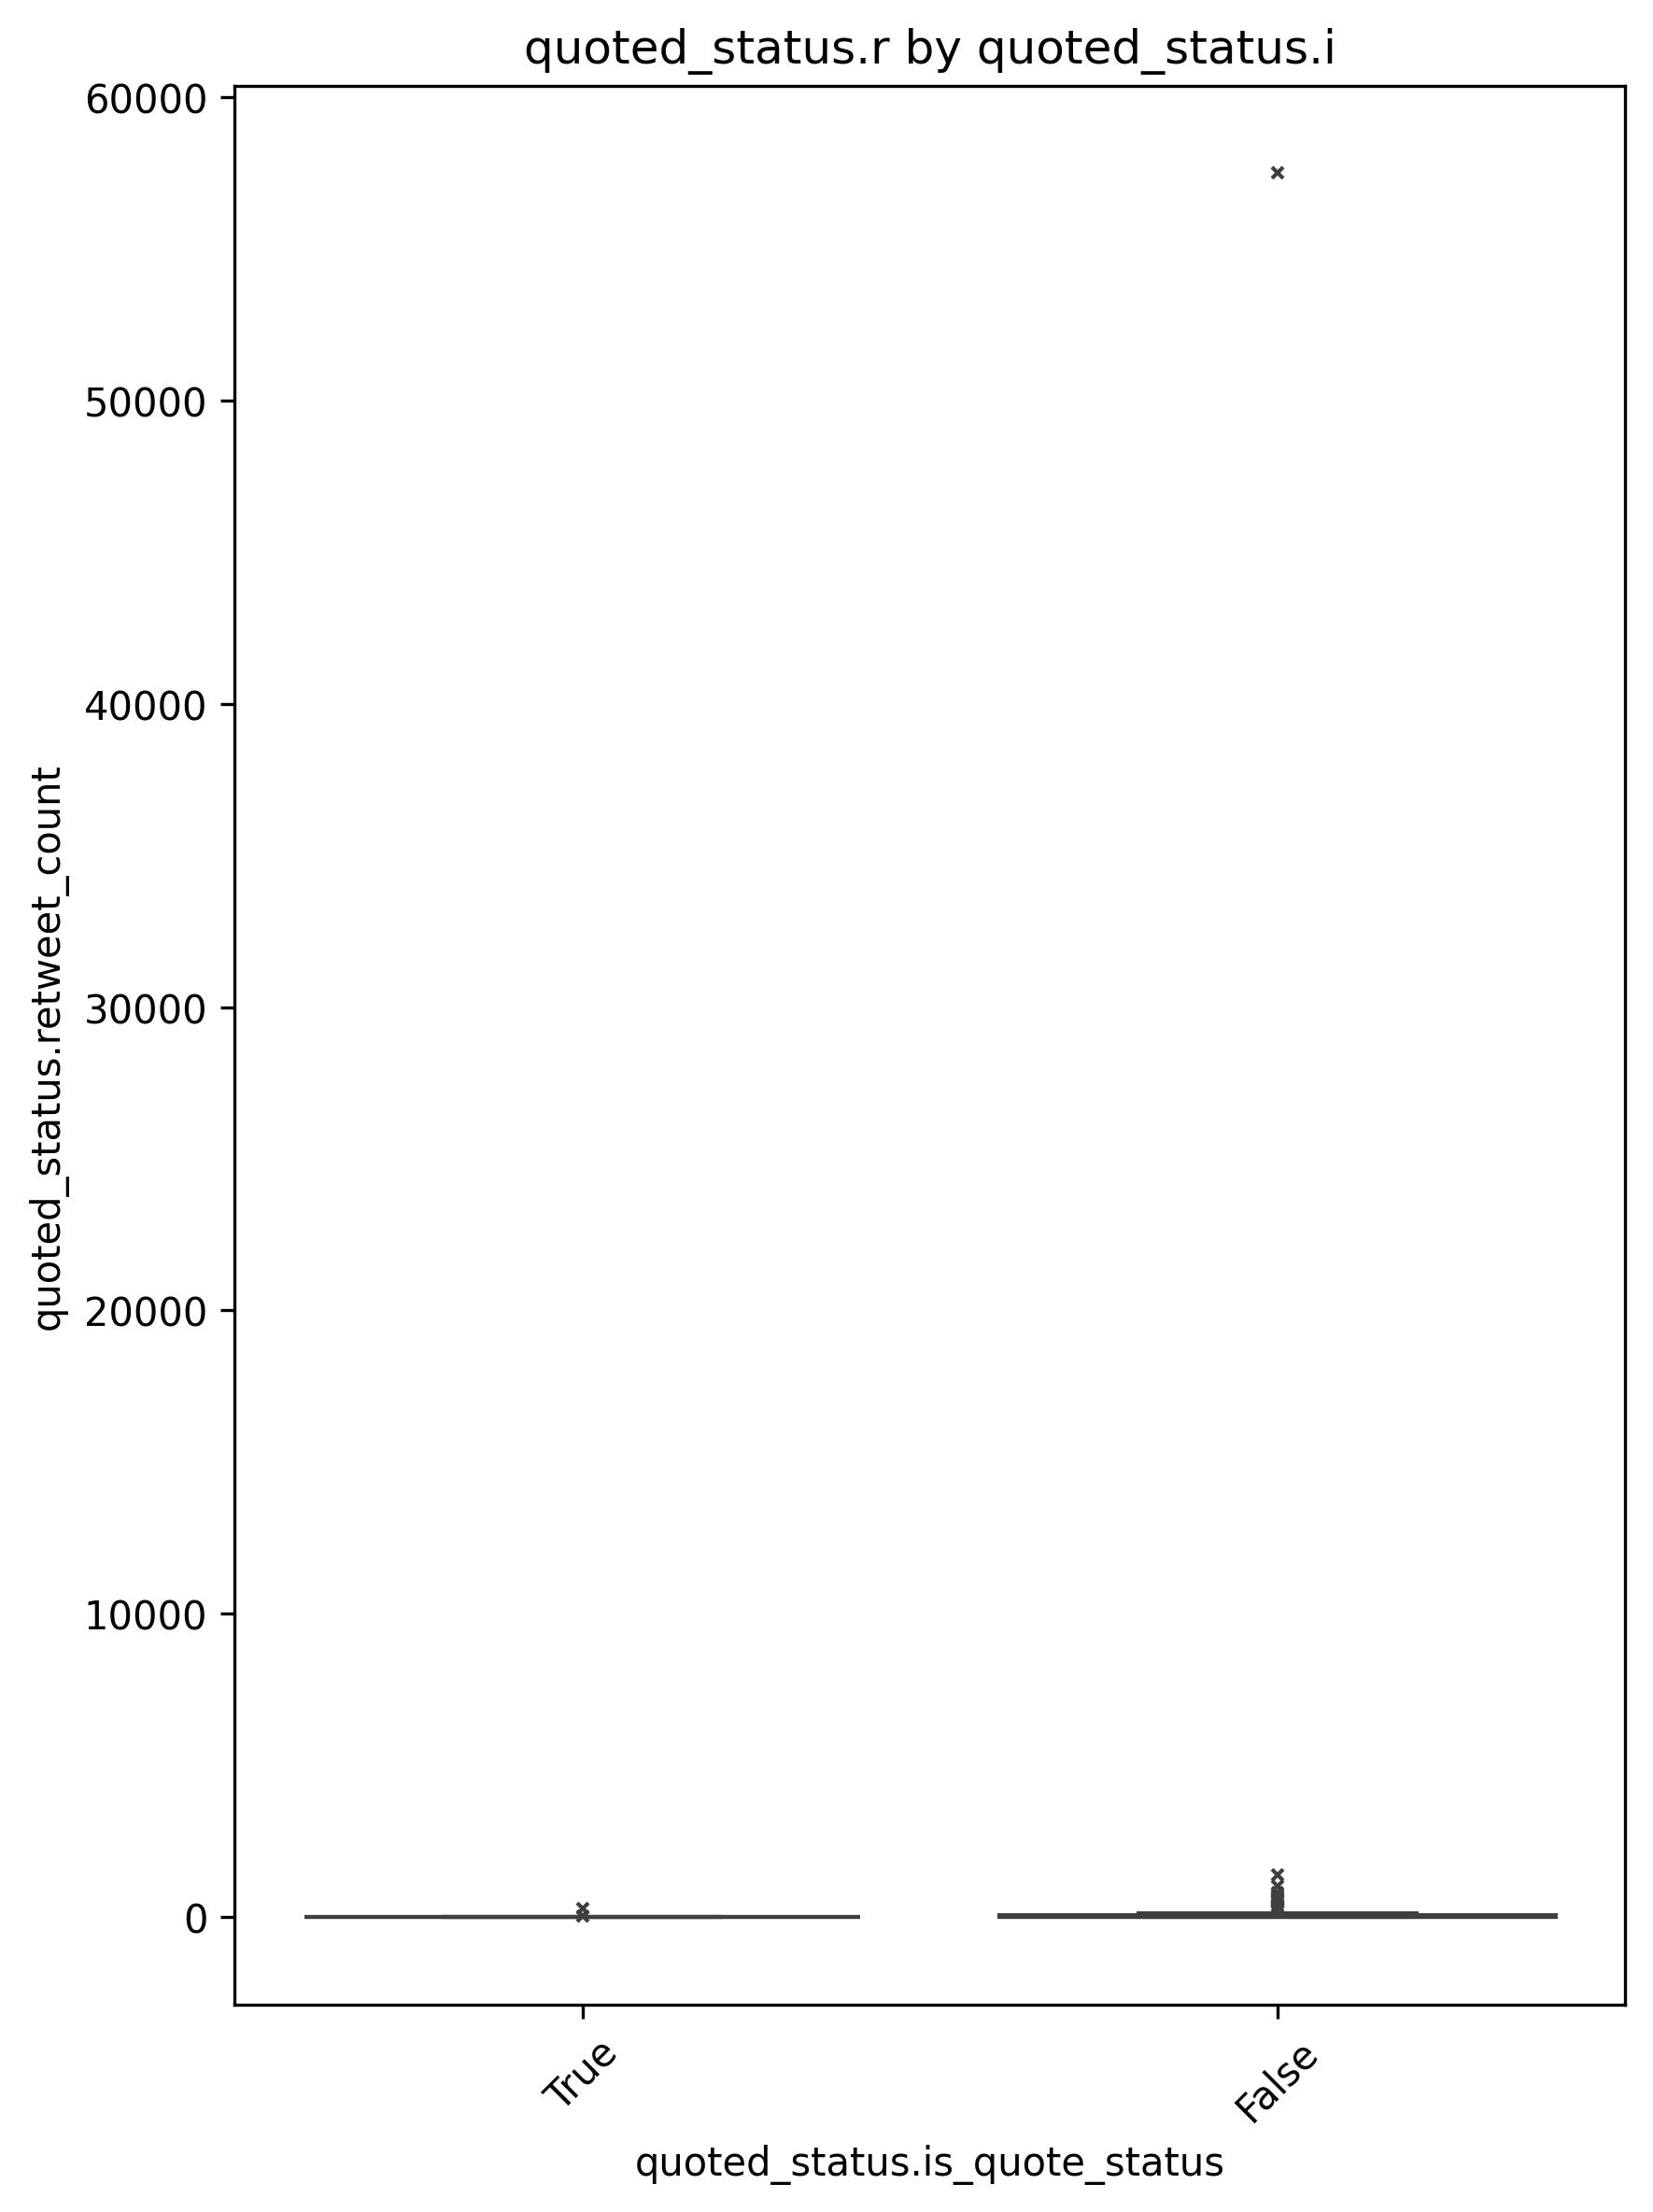 quoted_status.r by quoted_status.i
60000
50000
40000
30000
20000
10000
0
quoted_status.retweet_count
True
False
quoted_status.is_quote_status